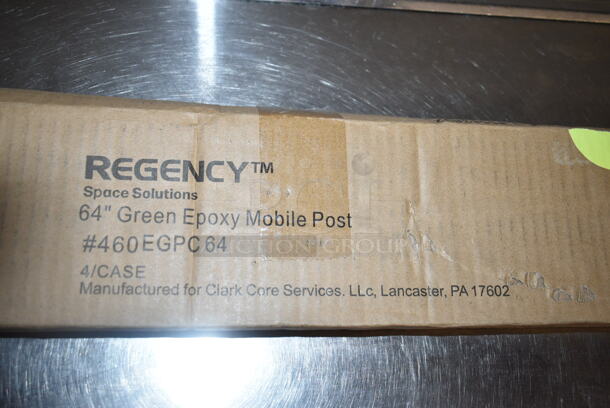 REGENCY™
Space Solutions
64" Green Epoxy Mobile Post
#460EGPC64
4/CASE
Manufactured for Clark Core Services. LLc, Lancaster, PA 17602